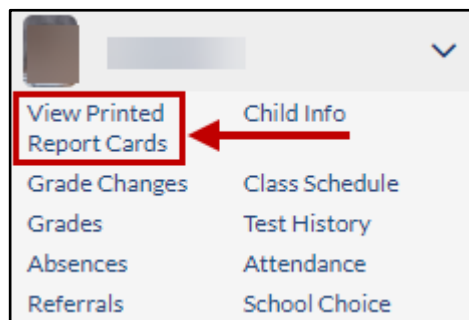 View Printed
Report Cards
Child Info
Grade Changes
Class Schedule
Grades
Test History
Absences
Attendance
Referrals
School Choice